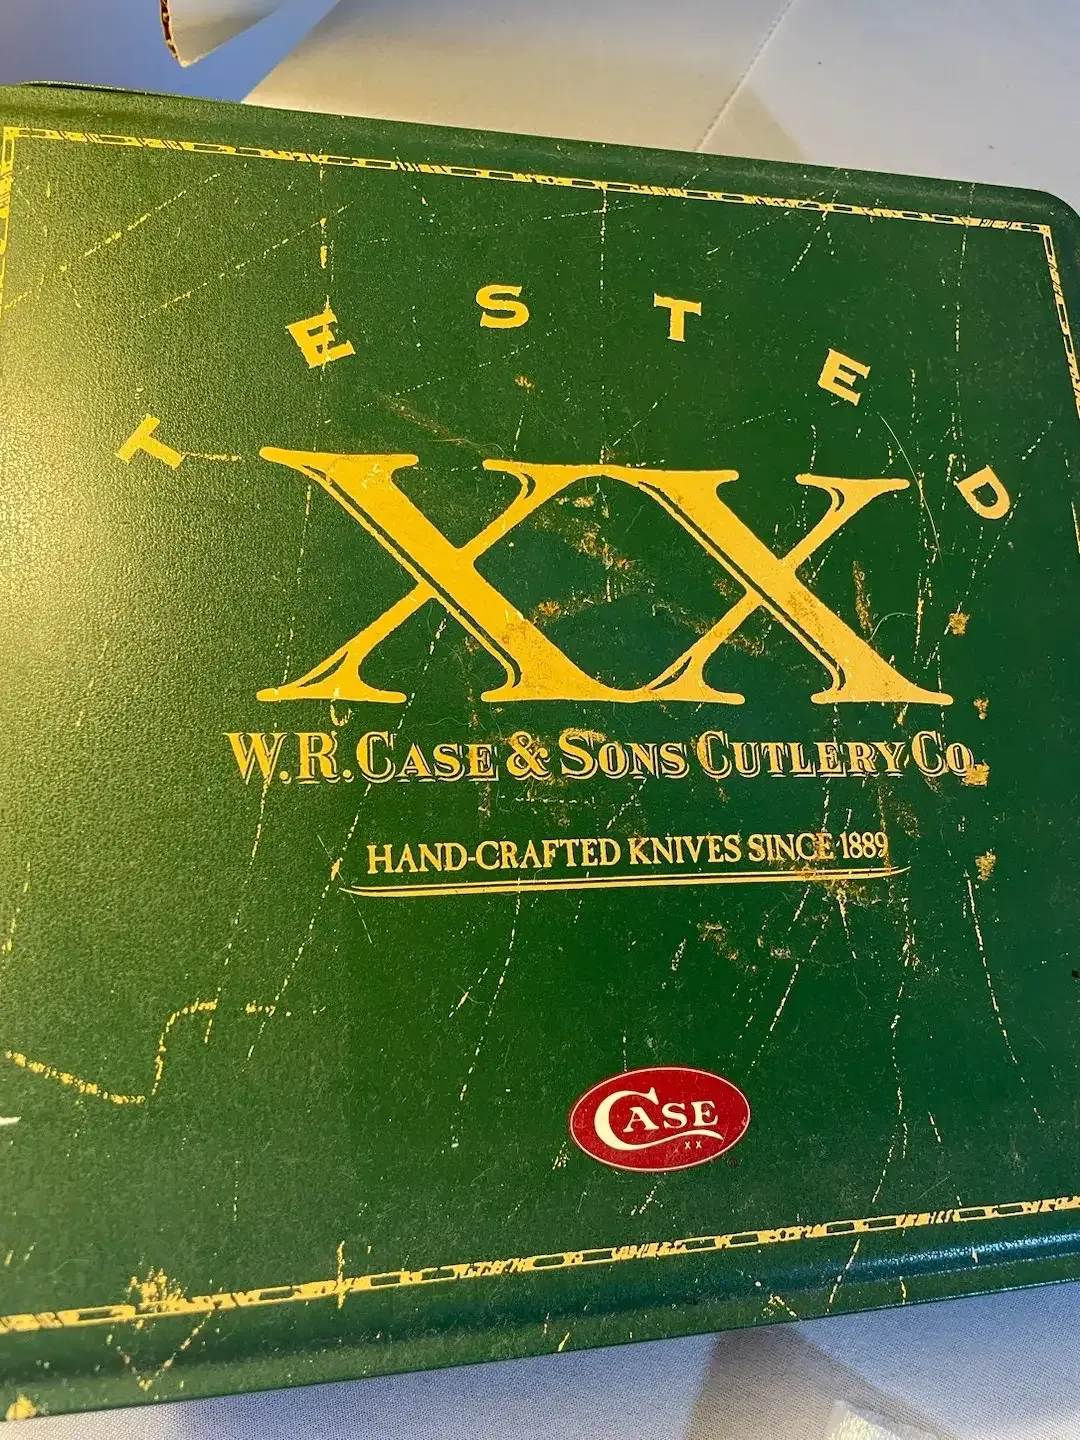 TESTED
XX
W.R. CASE & SONS CUTLERY CO.
HAND-CRAFTED KNIVES SINCE 1889
CASE
XX